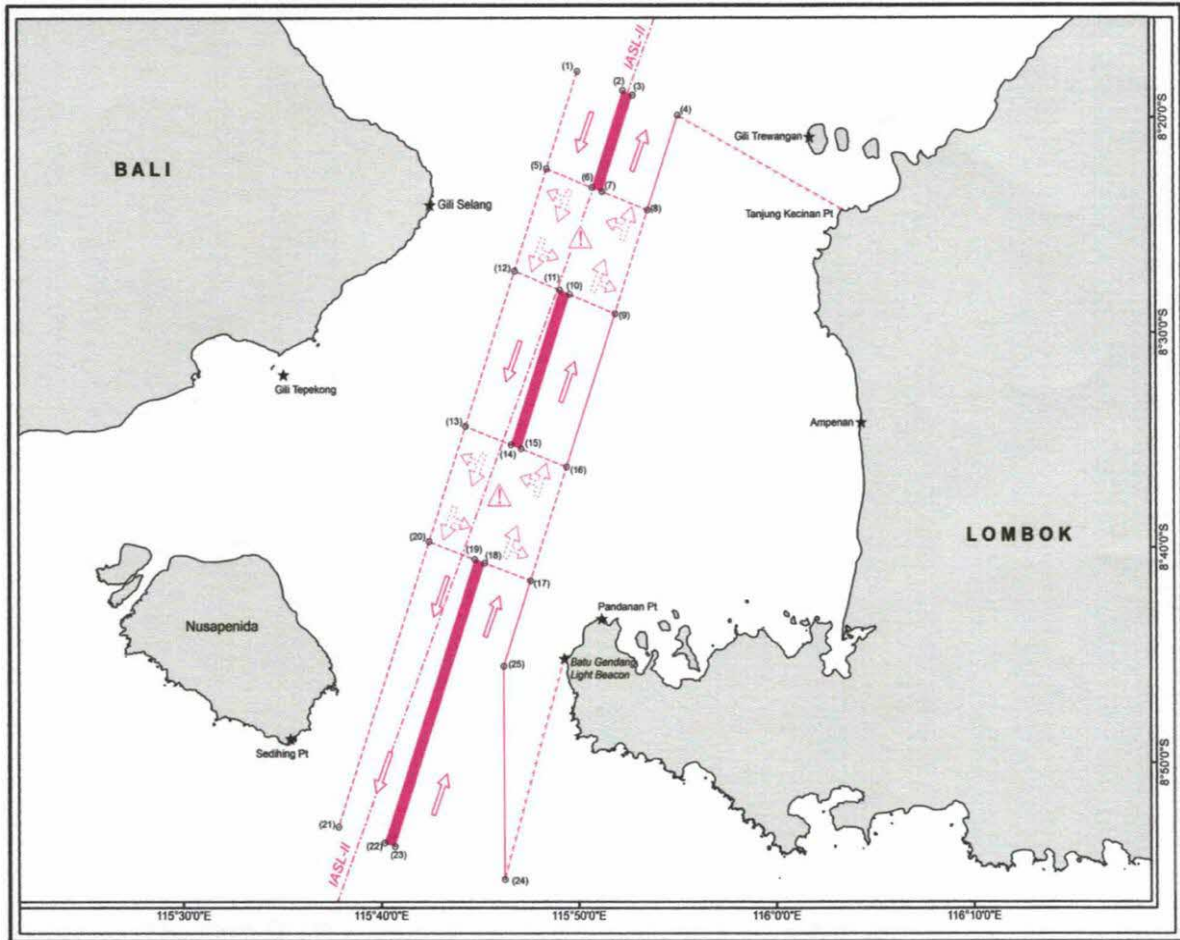 IASL-II
(1)
(2)
(3)
(4)
8°20'0"S
Gili Trewangan
BALI
(5)
(6)
(7)
Gili Selang
(8)
Tanjung Kecinan Pt
(12)
(11)
(10)
(9)
8°30'0"S
Gili Tepekong
Ampenan
(13)
(14)
(15)
(16)
LOMBOK
(20)
(19)
(18)
(17)
8°40'0"S
Nusapenida
Pandanan Pt
(25)
Batu Gendang
Light Beacon
Sedihing Pt
8°50'0"S
(21)
(22)
(23)
(24)
IASL-II
115°30'0"E
115°40'0"E
115°50'0"E
116°0'0"E
116°10'0"E